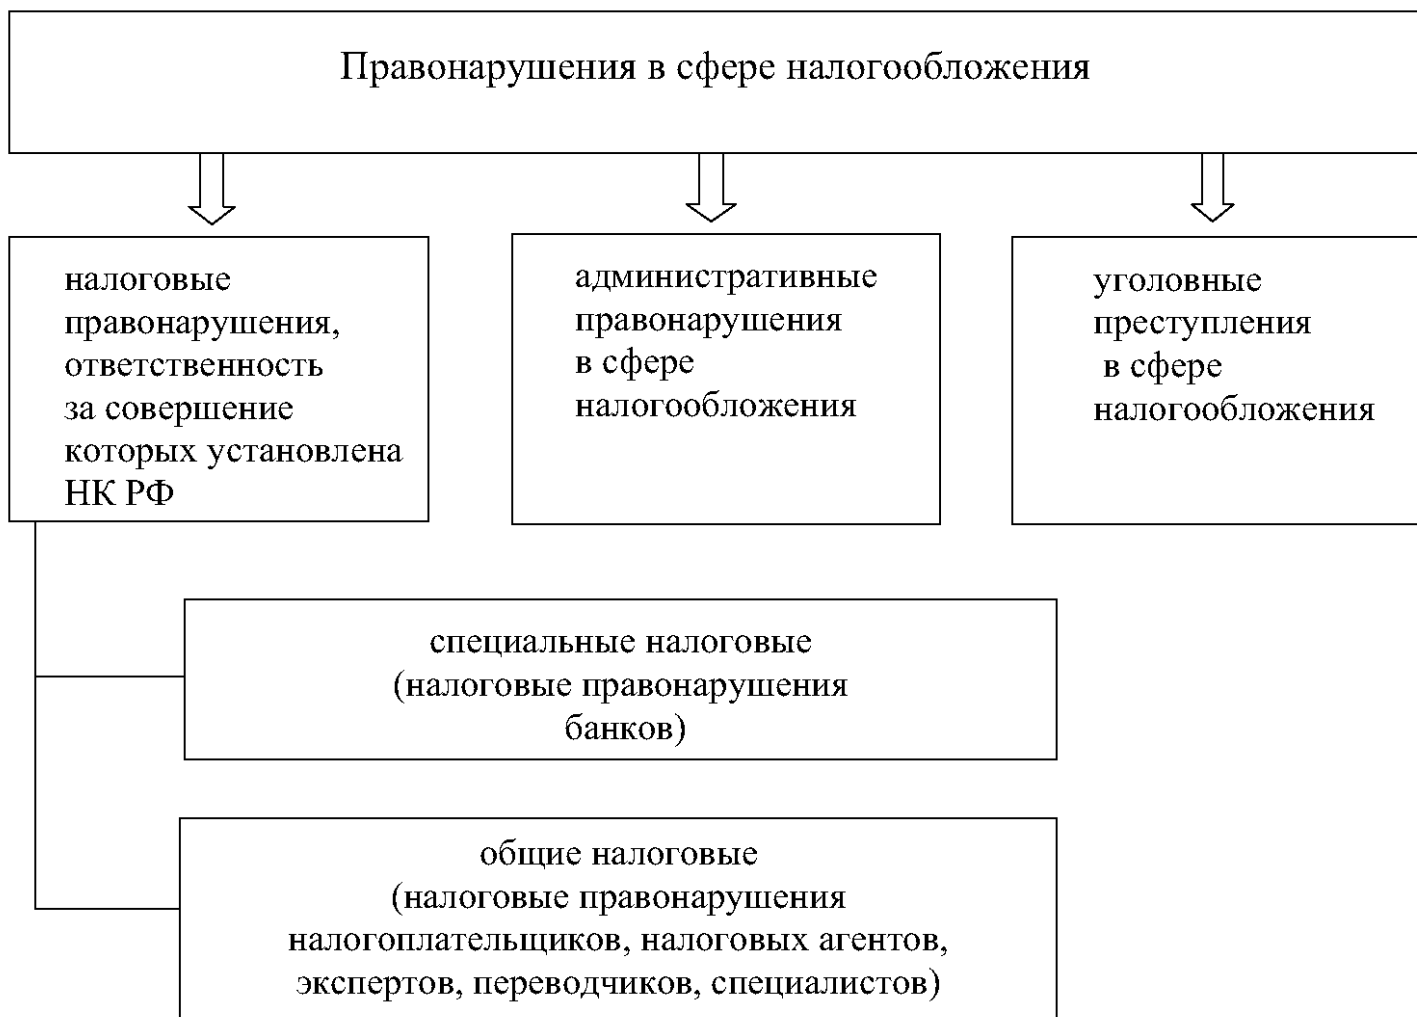 Правонарушения в сфере налогообложения
налоговые
правонарушения,
ответственность
за совершение
которых установлена
НК РФ
административные
правонарушения
в сфере
налогообложения
уголовные
преступления
в сфере
налогообложения
специальные налоговые
(налоговые правонарушения
банков)
общие налоговые
(налоговые правонарушения
налогоплательщиков, налоговых агентов,
экспертов, переводчиков, специалистов)